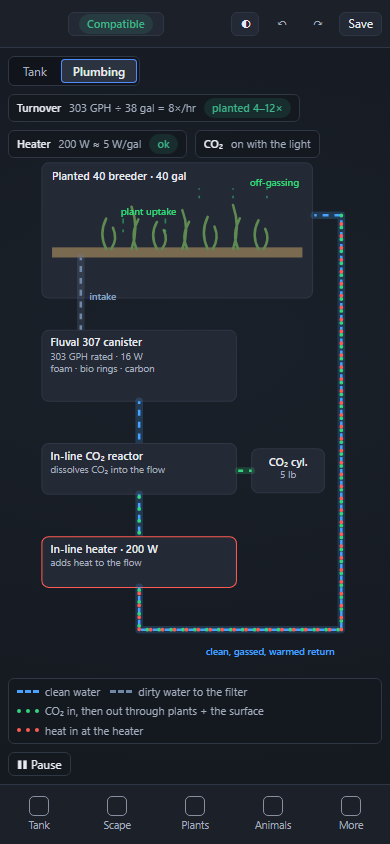 Compatible
Save
Tank Plumbing
Turnover 303 GPH ÷ 38 gal = 8×/hr planted 4–12×
Heater 200 W ≈ 5 W/gal ok CO₂ on with the light
Planted 40 breeder · 40 gal
off-gassing
plant uptake
intake
Fluval 307 canister
303 GPH rated · 16 W
foam · bio rings · carbon
In-line CO₂ reactor
dissolves CO₂ into the flow
CO₂ cyl.
5 lb
In-line heater · 200 W
adds heat to the flow
clean, gassed, warmed return
clean water dirty water to the filter
CO₂ in, then out through plants + the surface
heat in at the heater
Pause
Tank Scape Plants Animals More